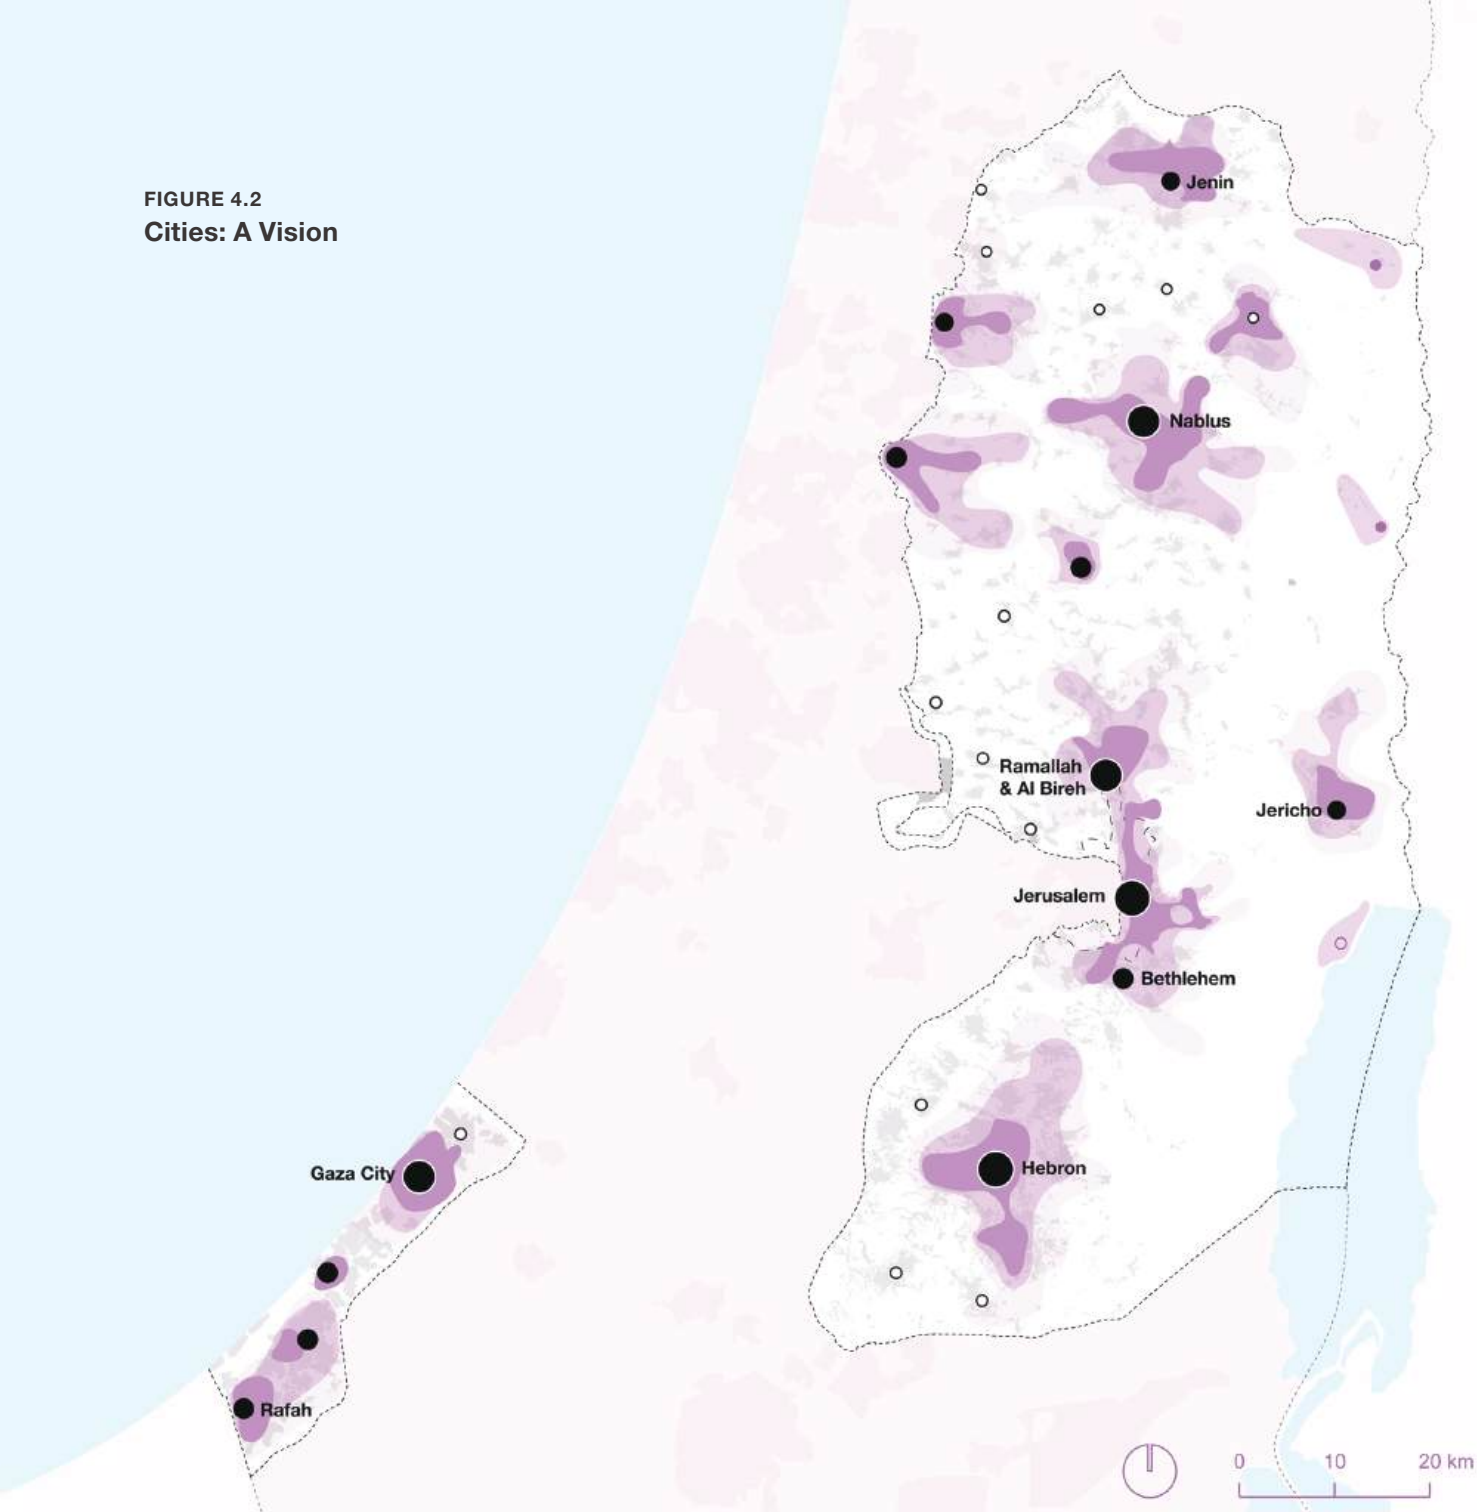 FIGURE 4.2
Cities: A Vision
Jenin
Nablus
Ramallah
& Al Bireh
Jericho
Jerusalem
Bethlehem
Hebron
Gaza City
Rafah
0 10 20 km